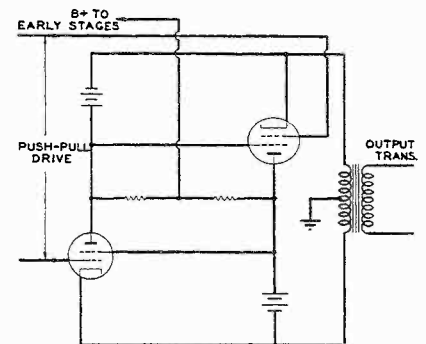 B+ TO
EARLY STAGES
PUSH-PULL
DRIVE
OUTPUT
TRANS.